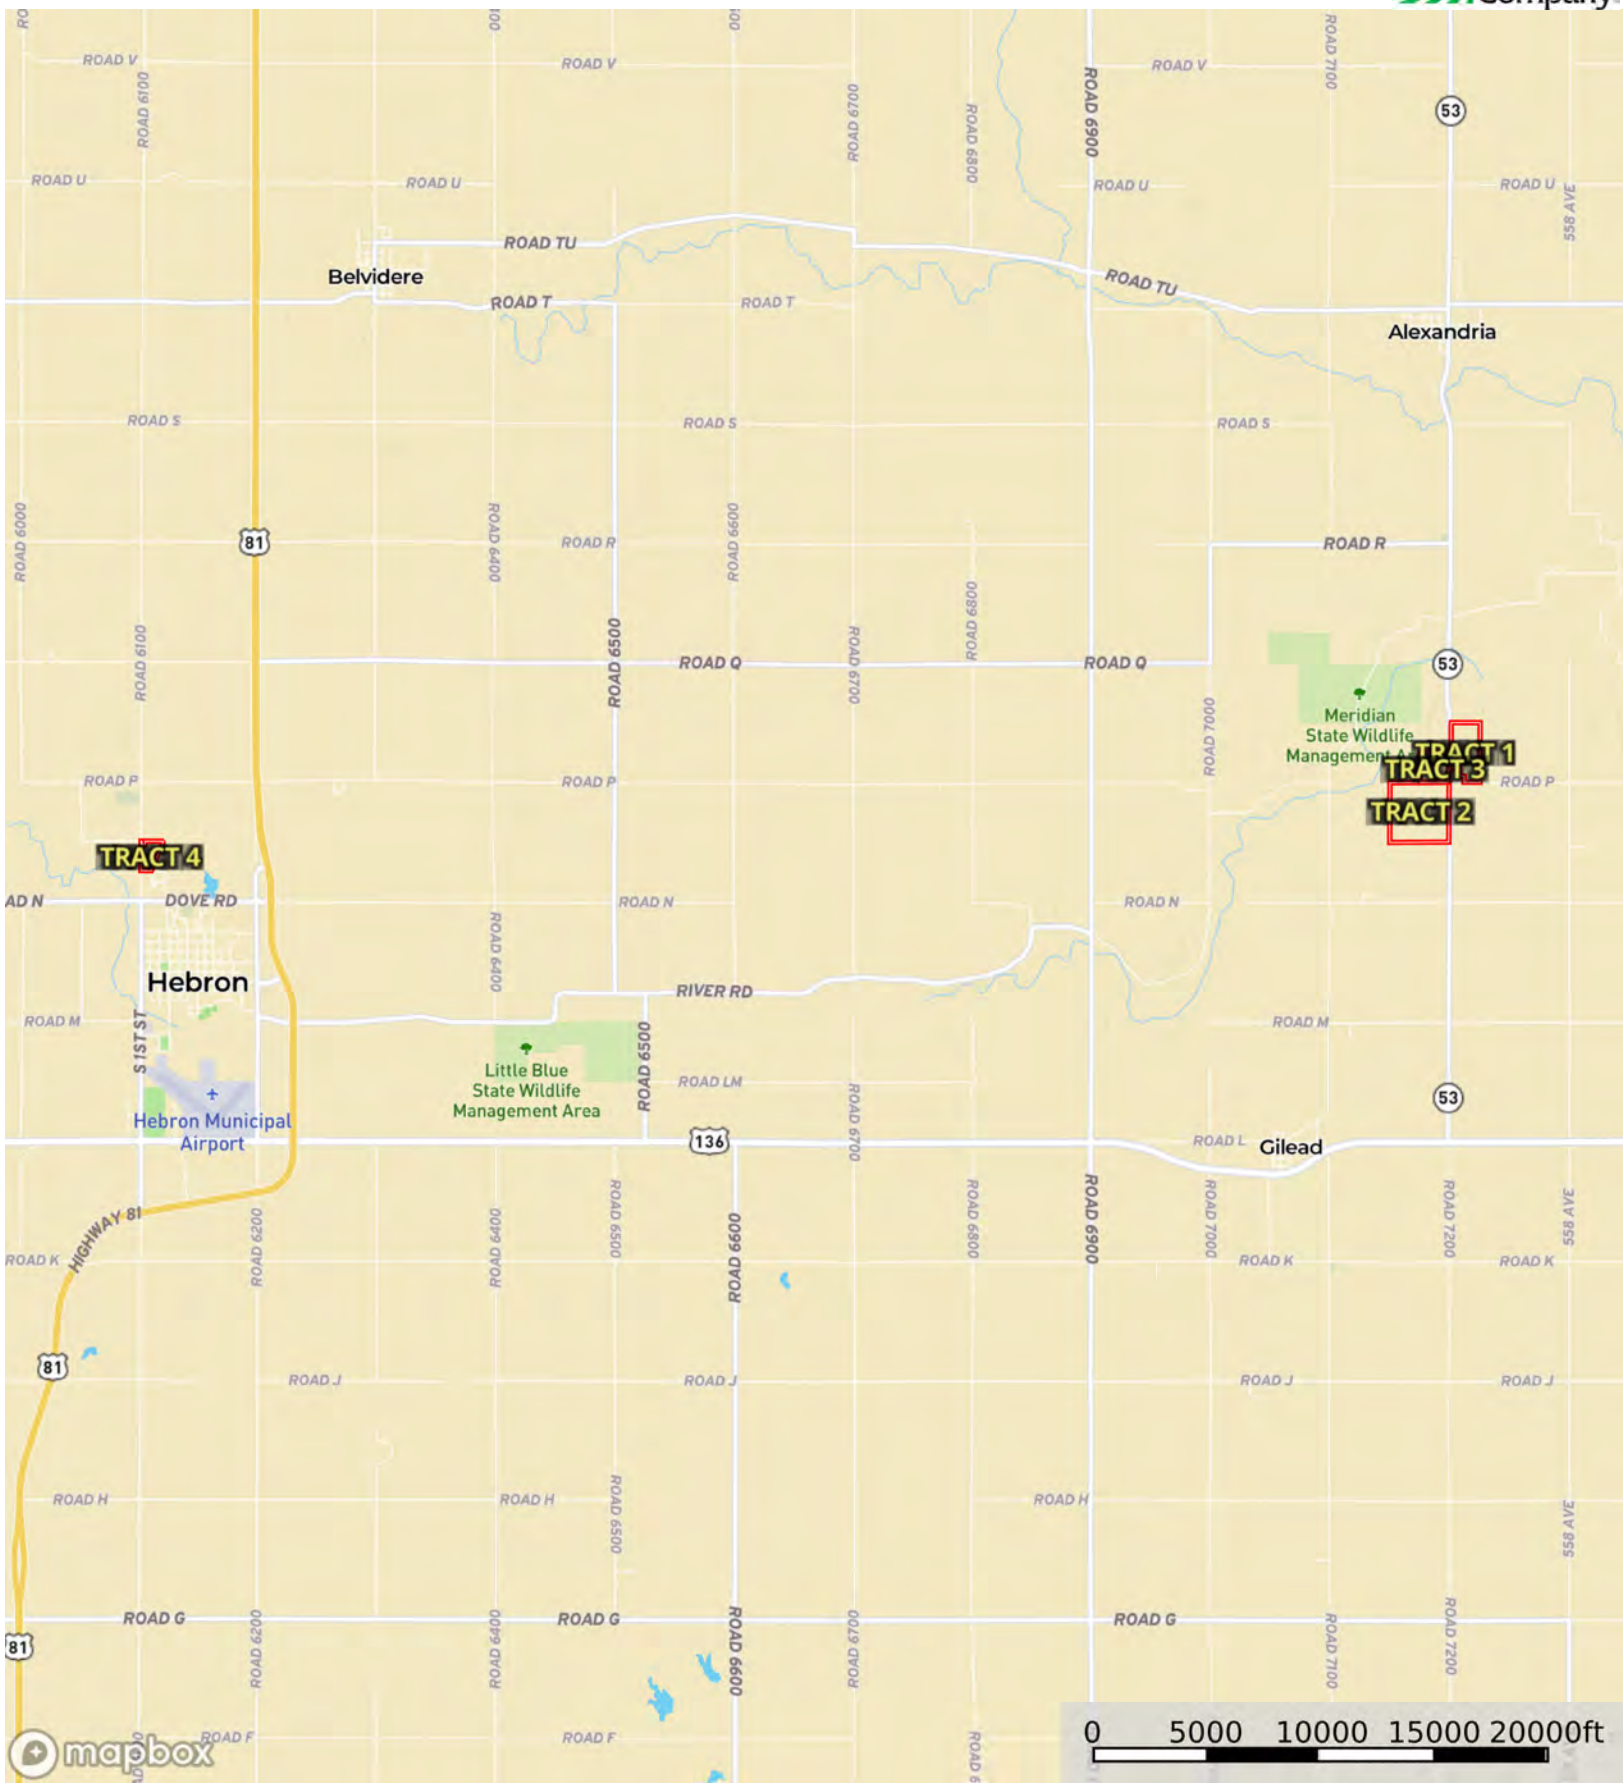 Company
ROAD V
ROAD V
ROAD V
ROAD 7100
ROAD 6100
ROAD 6700
ROAD 6800
ROAD 6900
53
ROAD U
ROAD U
ROAD U
ROAD U
558 AVE
ROAD TU
Belvidere
ROAD TU
ROAD T
ROAD T
Alexandria
ROAD S
ROAD S
ROAD S
ROAD 6000
81
ROAD 6400
ROAD R
ROAD 6600
ROAD R
ROAD 6800
ROAD 6100
ROAD 6500
ROAD Q
ROAD 6700
ROAD Q
53
ROAD 7000
Meridian
State Wildlife
Management A
TRACT 1
TRACT 3
ROAD P
ROAD P
ROAD P
TRACT 2
TRACT 4
AD N
DOVE RD
ROAD N
ROAD N
ROAD 6400
Hebron
RIVER RD
ROAD M
ROAD M
S 1ST ST
ROAD 6500
Little Blue
State Wildlife
Management Area
ROAD LM
ROAD 6700
53
Hebron Municipal
Airport
136
ROAD L
Gilead
HIGHWAY 81
ROAD 6200
ROAD 6400
ROAD 6500
ROAD 6600
ROAD 6800
ROAD 6900
ROAD 7000
ROAD 7200
558 AVE
ROAD K
ROAD K
ROAD K
81
ROAD J
ROAD J
ROAD J
ROAD J
ROAD H
ROAD H
ROAD 6500
ROAD H
558 AVE
ROAD G
ROAD G
ROAD G
81
ROAD 6200
ROAD 6400
ROAD 6600
ROAD 6700
ROAD 7100
ROAD 7200
ROAD F
ROAD F
ROAD 6
mapbox
0 5000 10000 15000 20000ft